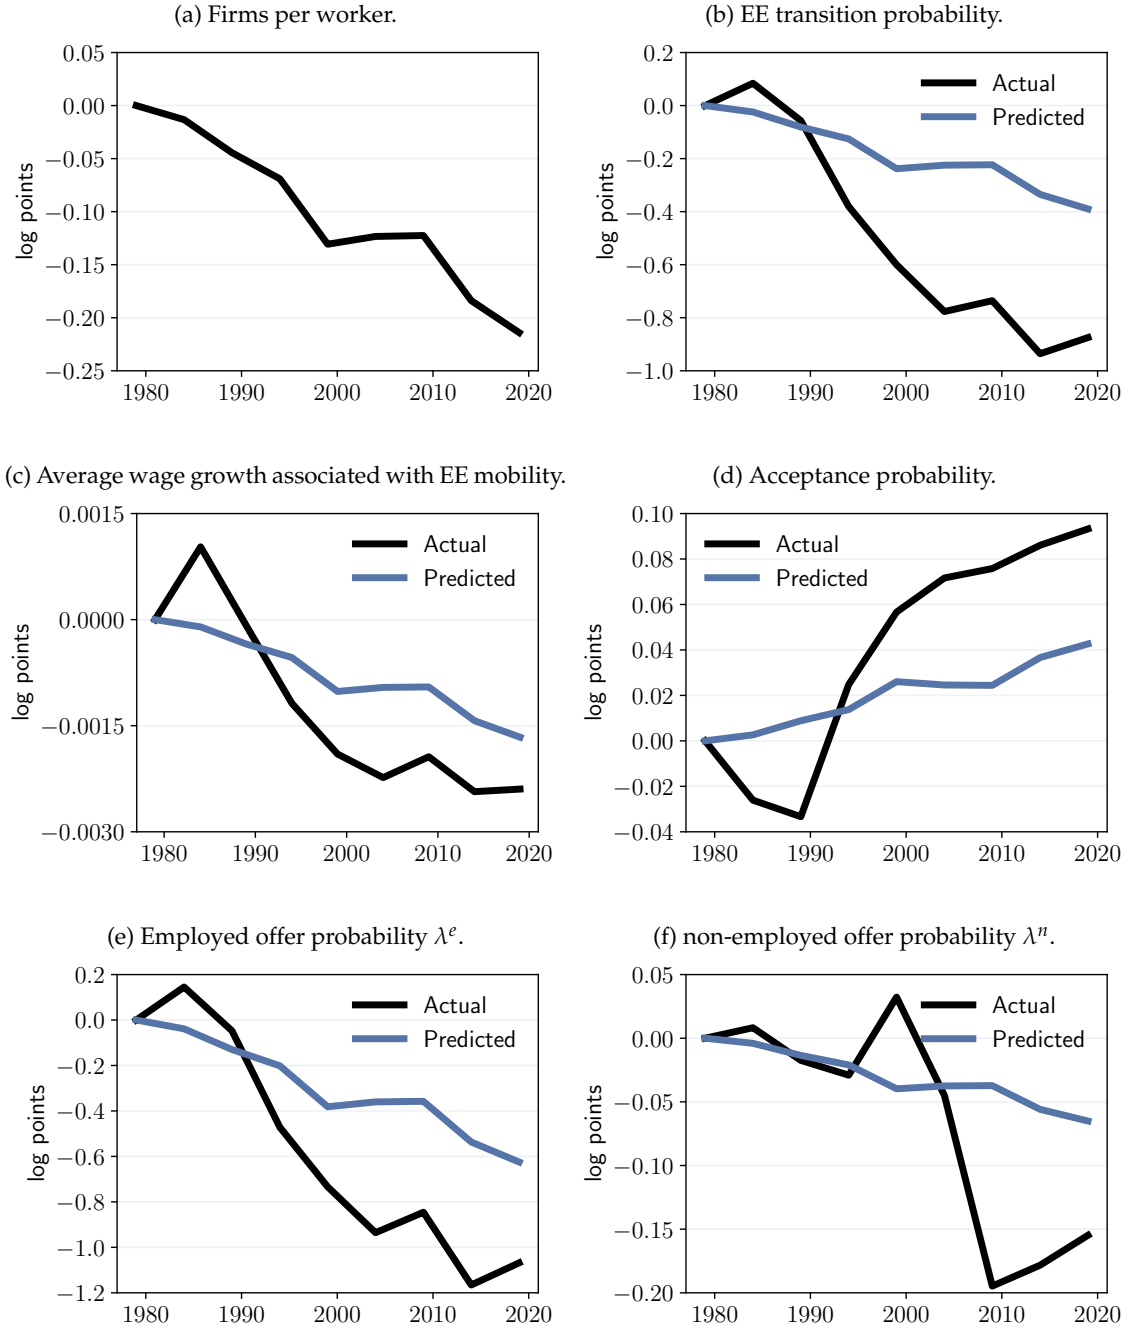 (a) Firms per worker.
0.05
0.00
−0.05
−0.10
−0.15
−0.20
−0.25
log points
1980 1990 2000 2010 2020
(b) EE transition probability.
0.2
0.0
−0.2
−0.4
−0.6
−0.8
−1.0
log points
Actual
Predicted
1980 1990 2000 2010 2020
(c) Average wage growth associated with EE mobility.
0.0015
0.0000
−0.0015
−0.0030
log points
Actual
Predicted
1980 1990 2000 2010 2020
(d) Acceptance probability.
0.10
0.08
0.06
0.04
0.02
0.00
−0.02
−0.04
log points
Actual
Predicted
1980 1990 2000 2010 2020
(e) Employed offer probability λᵉ.
0.2
0.0
−0.2
−0.4
−0.6
−0.8
−1.0
−1.2
log points
Actual
Predicted
1980 1990 2000 2010 2020
(f) non-employed offer probability λⁿ.
0.05
0.00
−0.05
−0.10
−0.15
−0.20
log points
Actual
Predicted
1980 1990 2000 2010 2020